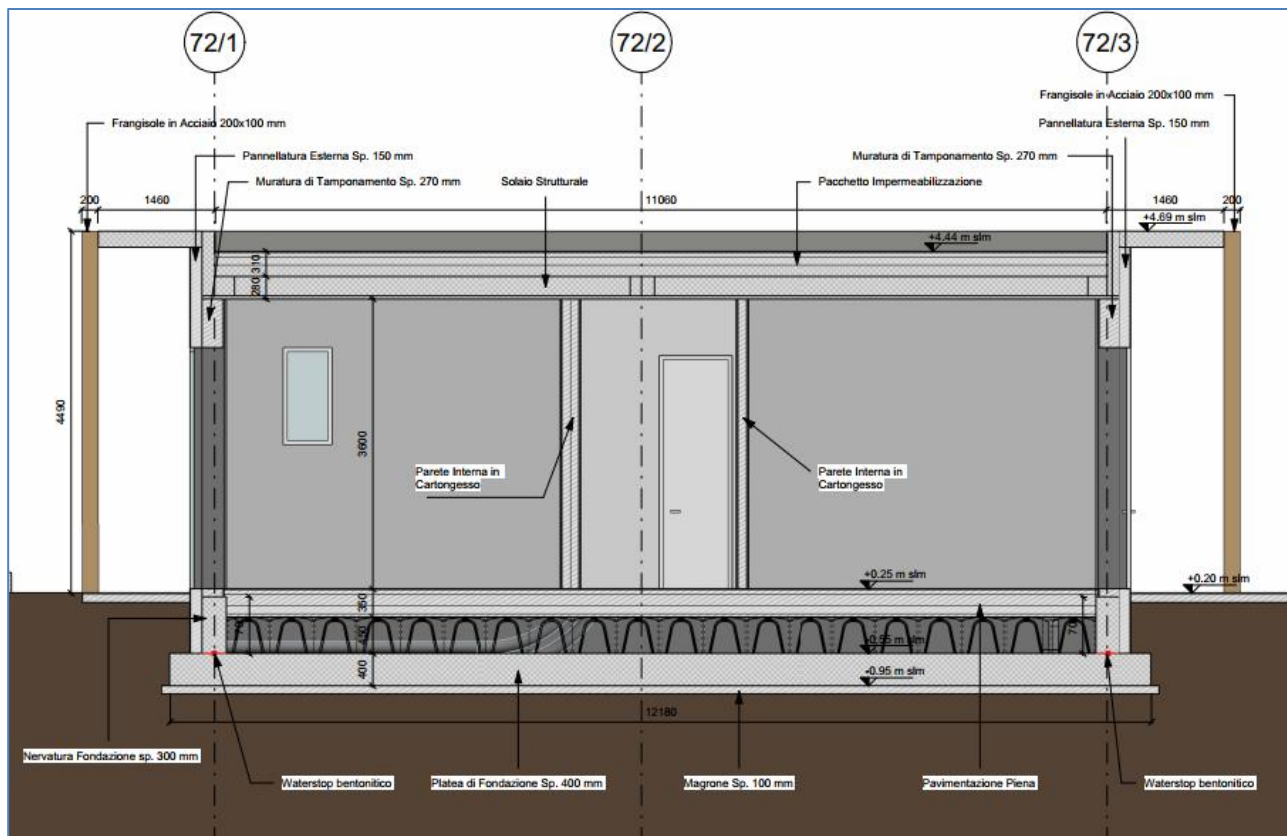 72/1
72/2
72/3
Frangisole in Acciaio 200x100 mm
Frangisole in Acciaio 200x100 mm
Pannellatura Esterna Sp. 150 mm
Pannellatura Esterna Sp. 150 mm
Muratura di Tamponamento Sp. 270 mm
Muratura di Tamponamento Sp. 270 mm
Solaio Strutturale
Pacchetto Impermeabilizzazione
200
1460
11060
1460
200
+4.69 m slm
+4.44 m slm
310
280
4490
3600
Parete Interna in
Cartongesso
Parete Interna in
Cartongesso
+0.25 m slm
+0.20 m slm
350
450
400
-0.55 m slm
-0.95 m slm
12180
Nervatura Fondazione sp. 300 mm
Waterstop bentonitico
Platea di Fondazione Sp. 400 mm
Magrone Sp. 100 mm
Pavimentazione Piena
Waterstop bentonitico